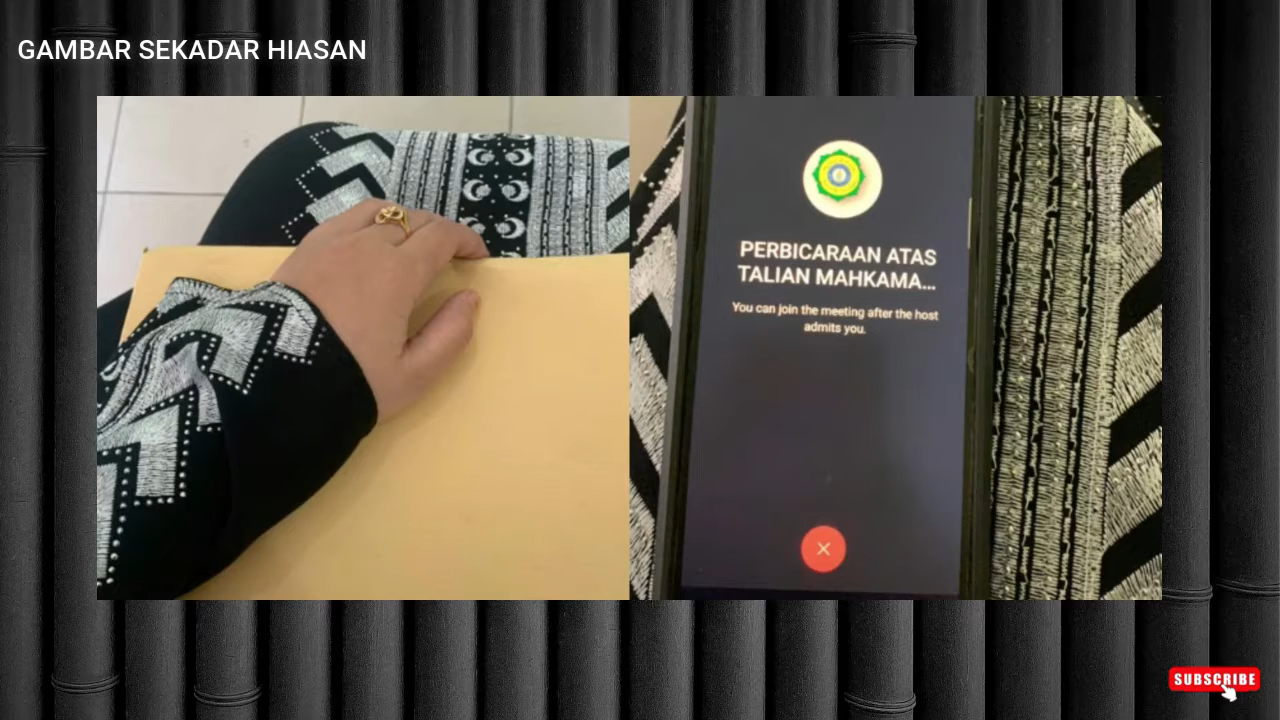 GAMBAR SEKADAR HIASAN
PERBICARAAN ATAS
TALIAN MAHKAMA...
You can join the meeting after the host
admits you.
SUBSCRIBE